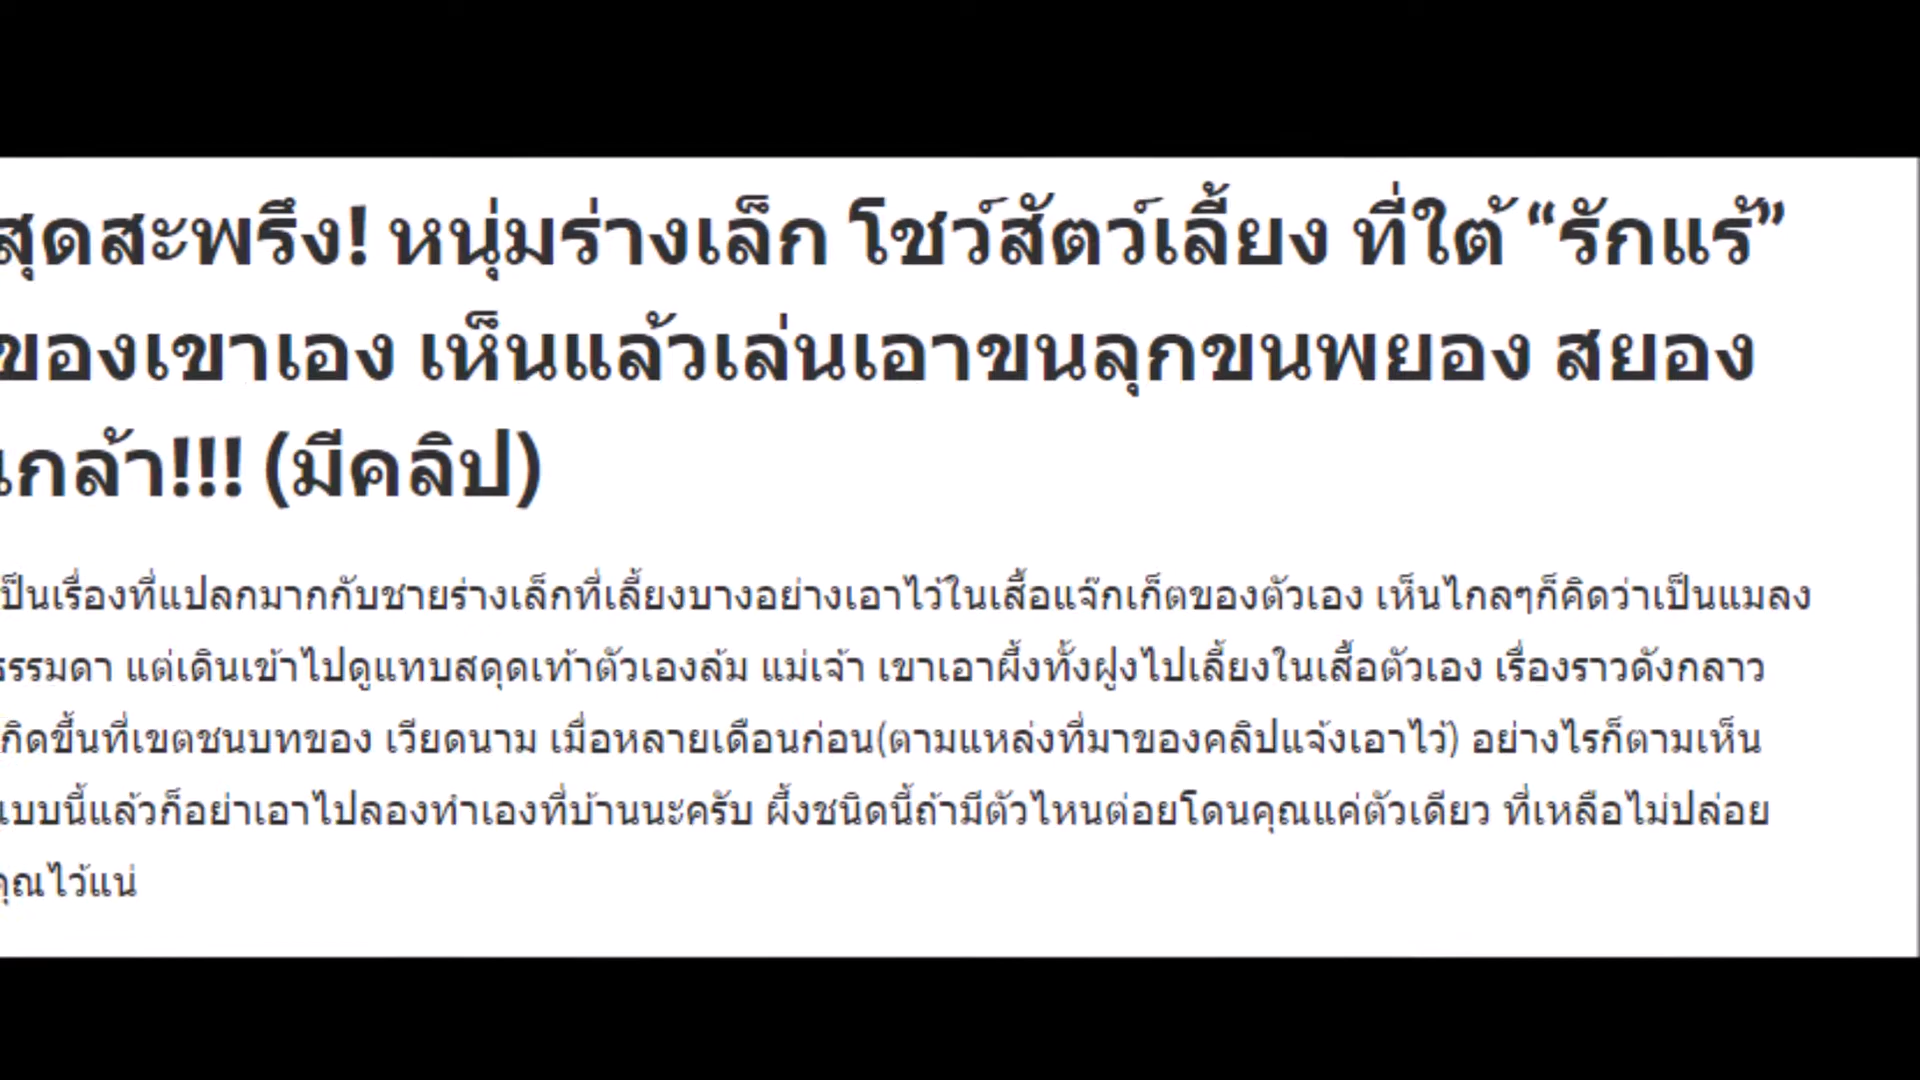 สุดสะพรึง! หนุ่มร่างเล็ก โชว์สัตว์เลี้ยง ที่ใต้ “รักแร้”
ของเขาเอง เห็นแล้วเล่นเอาขนลุกขนพยอง สยอง
เกล้า!!! (มีคลิป)
เป็นเรื่องที่แปลกมากกับชายร่างเล็กที่เลี้ยงบางอย่างเอาไว้ในเสื้อแจ๊กเก็ตของตัวเอง เห็นไกลๆก็คิดว่าเป็นแมลง
ธรรมดา แต่เดินเข้าไปดูแทบสดุดเท้าตัวเองล้ม แม่เจ้า เขาเอาผึ้งทั้งฝูงไปเลี้ยงในเสื้อตัวเอง เรื่องราวดังกลาว
เกิดขึ้นที่เขตชนบทของ เวียดนาม เมื่อหลายเดือนก่อน(ตามแหล่งที่มาของคลิปแจ้งเอาไว้) อย่างไรก็ตามเห็น
แบบนี้แล้วก็อย่าเอาไปลองทำเองที่บ้านนะครับ ผึ้งชนิดนี้ถ้ามีตัวไหนต่อยโดนคุณแค่ตัวเดียว ที่เหลือไม่ปล่อย
คุณไว้แน่